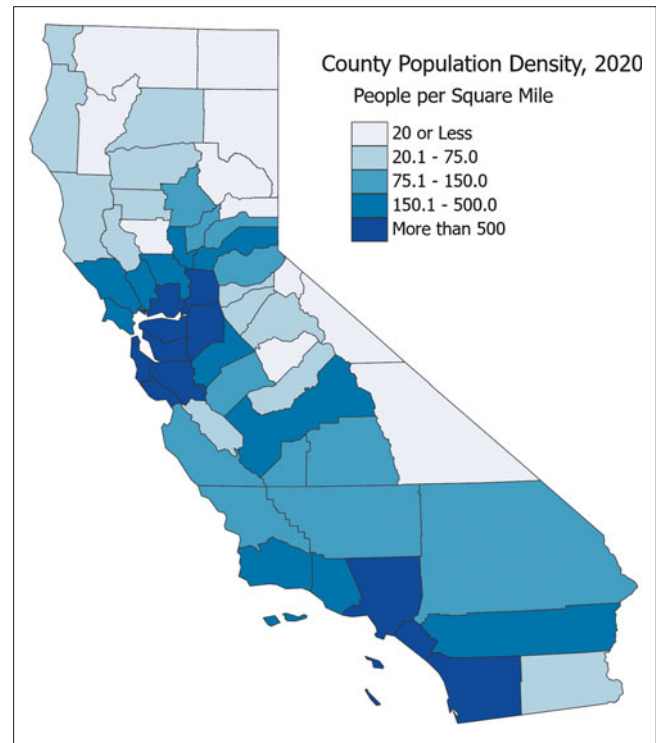 County Population Density, 2020
People per Square Mile
20 or Less
20.1 - 75.0
75.1 - 150.0
150.1 - 500.0
More than 500